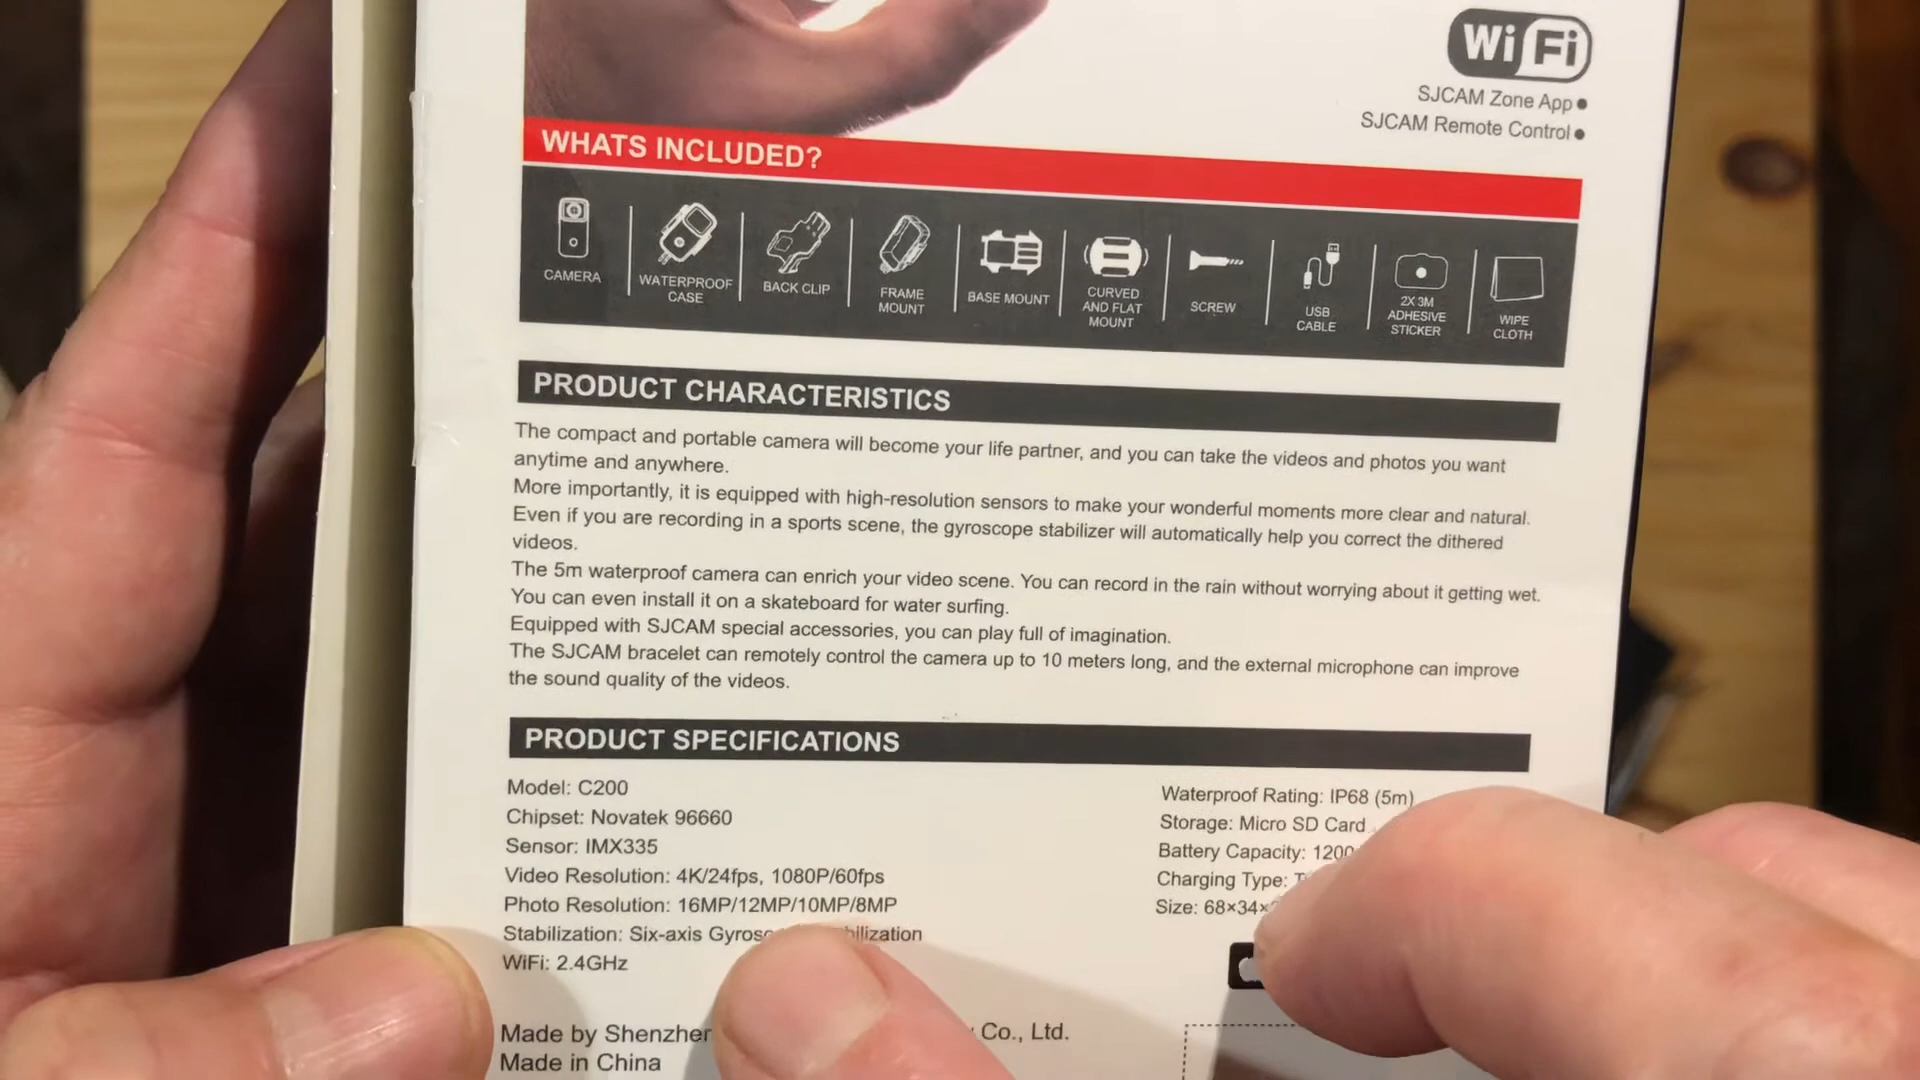 WiFi
SJCAM Zone App
SJCAM Remote Control
WHATS INCLUDED?
CAMERA
WATERPROOF
CASE
BACK CLIP
FRAME
MOUNT
BASE MOUNT
CURVED
AND FLAT
MOUNT
SCREW
USB
CABLE
2X 3M
ADHESIVE
STICKER
WIPE
CLOTH
PRODUCT CHARACTERISTICS
The compact and portable camera will become your life partner, and you can take the videos and photos you want
anytime and anywhere.
More importantly, it is equipped with high-resolution sensors to make your wonderful moments more clear and natural.
Even if you are recording in a sports scene, the gyroscope stabilizer will automatically help you correct the dithered
videos.
The 5m waterproof camera can enrich your video scene. You can record in the rain without worrying about it getting wet.
You can even install it on a skateboard for water surfing.
Equipped with SJCAM special accessories, you can play full of imagination.
The SJCAM bracelet can remotely control the camera up to 10 meters long, and the external microphone can improve
the sound quality of the videos.
PRODUCT SPECIFICATIONS
Model: C200
Chipset: Novatek 96660
Sensor: IMX335
Video Resolution: 4K/24fps, 1080P/60fps
Photo Resolution: 16MP/12MP/10MP/8MP
Stabilization: Six-axis
WiFi: 2.4GHz
Waterproof Rating: IP68 (5m)
Storage: Micro SD Card
Battery Capacity: 1200
Charging Type:
Size: 68×34×
Made by Co., Ltd.
Made in China